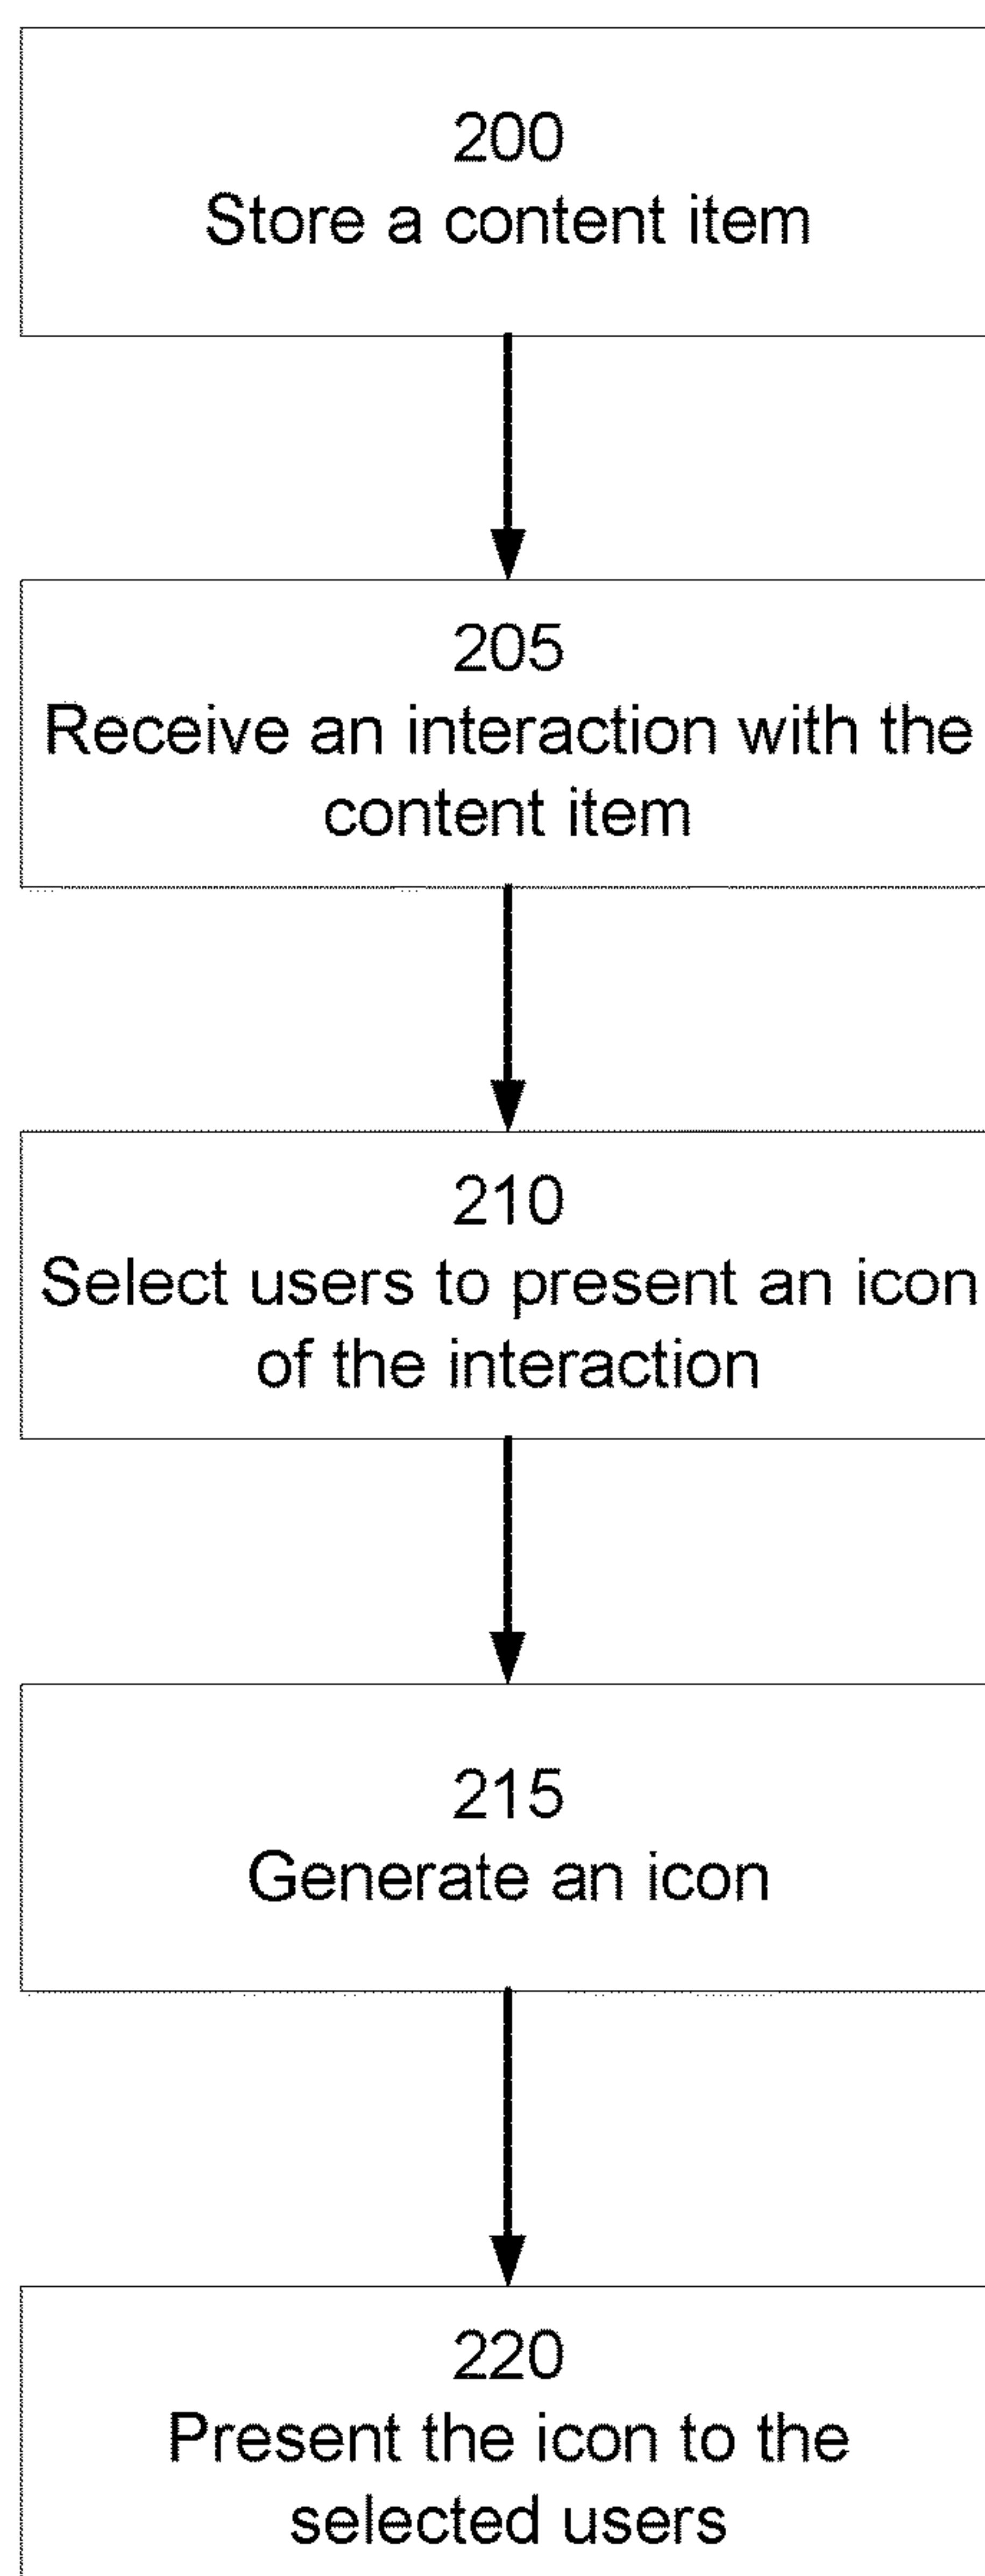 200
Store a content item
205
Receive an interaction with the
content item
210
Select users to present an icon
of the interaction
215
Generate an icon
220
Present the icon to the
selected users